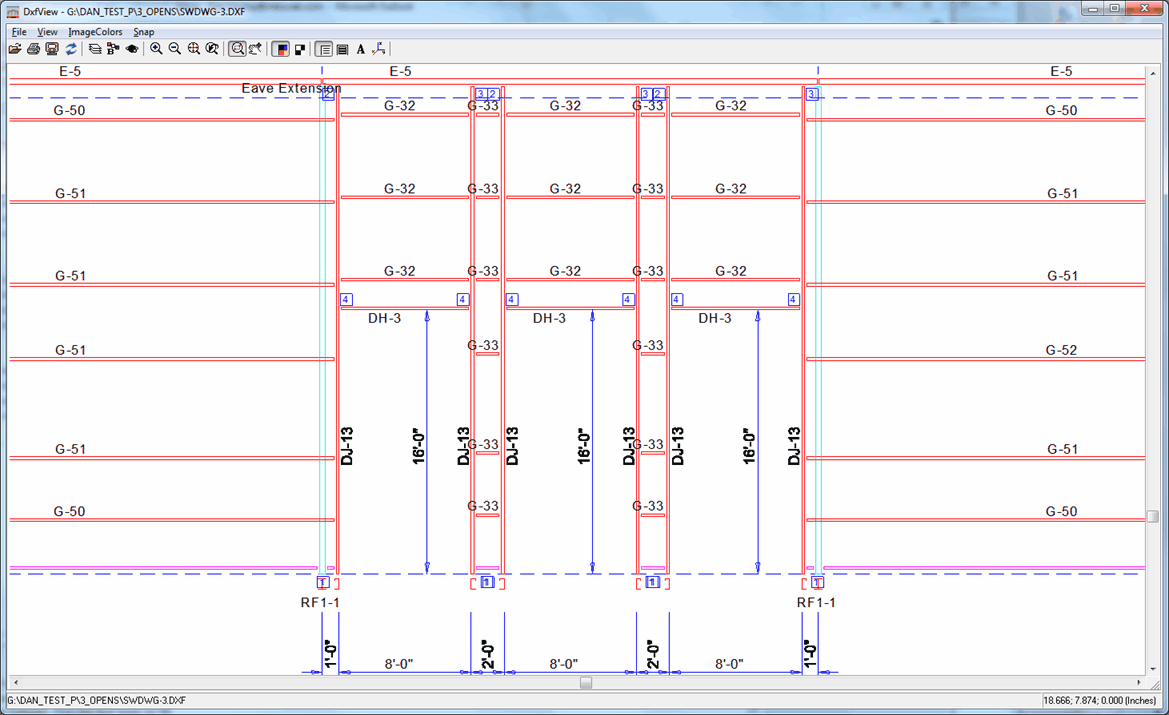 DxfView - G:\DAN_TEST_P\3_OPENS\SWDWG-3.DXF
File View ImageColors Snap
A
E-5 E-5 E-5
Eave Extension
2 3 2 3 2 3
G-50 G-32 G-33 G-32 G-33 G-32 G-50
G-51 G-32 G-33 G-32 G-33 G-32 G-51
G-51 G-32 G-33 G-32 G-33 G-32 G-51
4 4 4 4 4 4
DH-3 DH-3 DH-3
G-51 G-33 G-33 G-52
DJ-13 16'-0" DJ-13 DJ-13 16'-0" DJ-13 DJ-13 16'-0" DJ-13
G-51 G-33 G-33 G-51
G-50 G-33 G-33 G-50
1 1 1 1
RF1-1 RF1-1
1'-0" 8'-0" 2'-0" 8'-0" 2'-0" 8'-0" 1'-0"
G:\DAN_TEST_P\3_OPENS\SWDWG-3.DXF 18.666; 7.874; 0.000 (Inches)